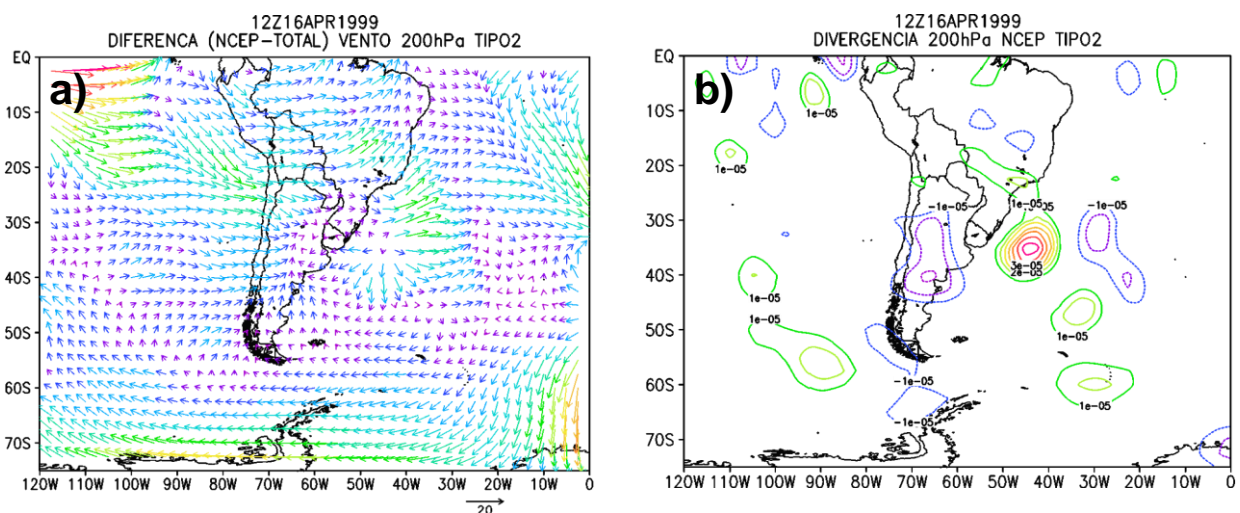 12Z16APR1999
DIFERENCA (NCEP-TOTAL) VENTO 200hPa TIPO2
a)
EQ
10S
20S
30S
40S
50S
60S
70S
120W 110W 100W 90W 80W 70W 60W 50W 40W 30W 20W 10W 0
20
12Z16APR1999
DIVERGENCIA 200hPa NCEP TIPO2
b)
EQ
10S
20S
30S
40S
50S
60S
70S
1e-05
1e-05
-1e-05
1e-05
-1e-05
3e-05
2e-05
1e-05
1e-05
1e-05
-1e-05
1e-05
-1e-05
120W 110W 100W 90W 80W 70W 60W 50W 40W 30W 20W 10W 0